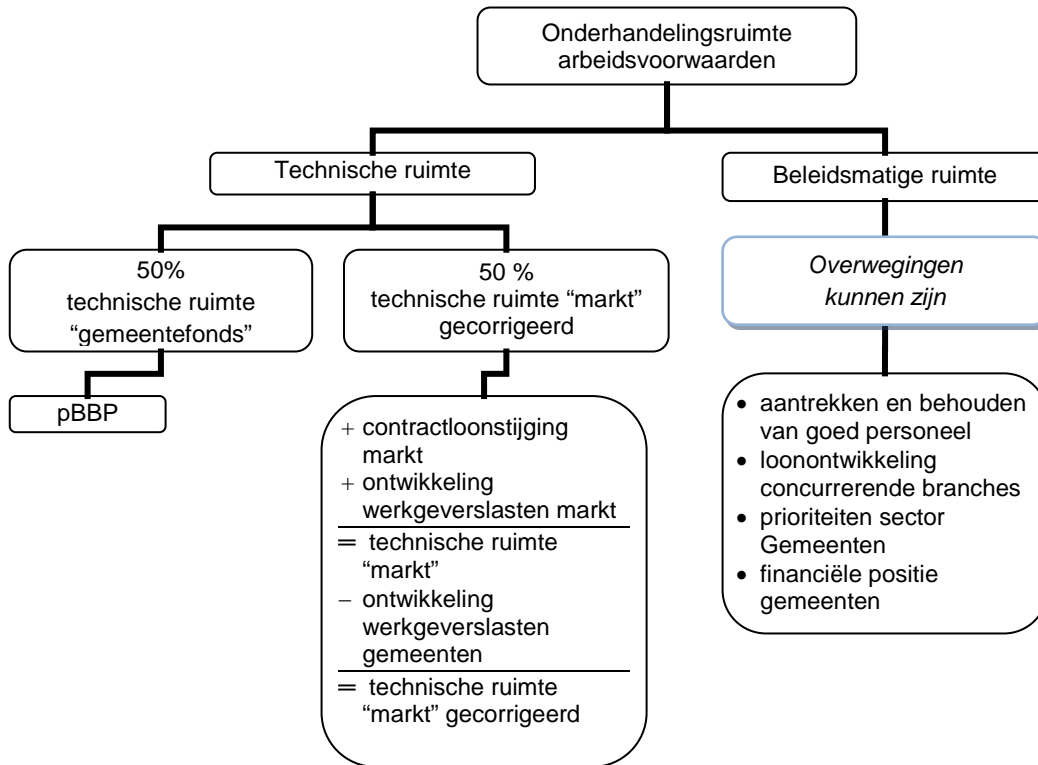 Onderhandelingsruimte
arbeidsvoorwaarden
Technische ruimte
Beleidsmatige ruimte
50%
technische ruimte
“gemeentefonds”
50 %
technische ruimte “markt”
gecorrigeerd
Overwegingen
kunnen zijn
pBBP
+ contractloonstijging
markt
+ ontwikkeling
werkgeverslasten markt
= technische ruimte
“markt”
− ontwikkeling
werkgeverslasten
gemeenten
= technische ruimte
“markt” gecorrigeerd
• aantrekken en behouden
van goed personeel
• loonontwikkeling
concurrerende branches
• prioriteiten sector
Gemeenten
• financiële positie
gemeenten